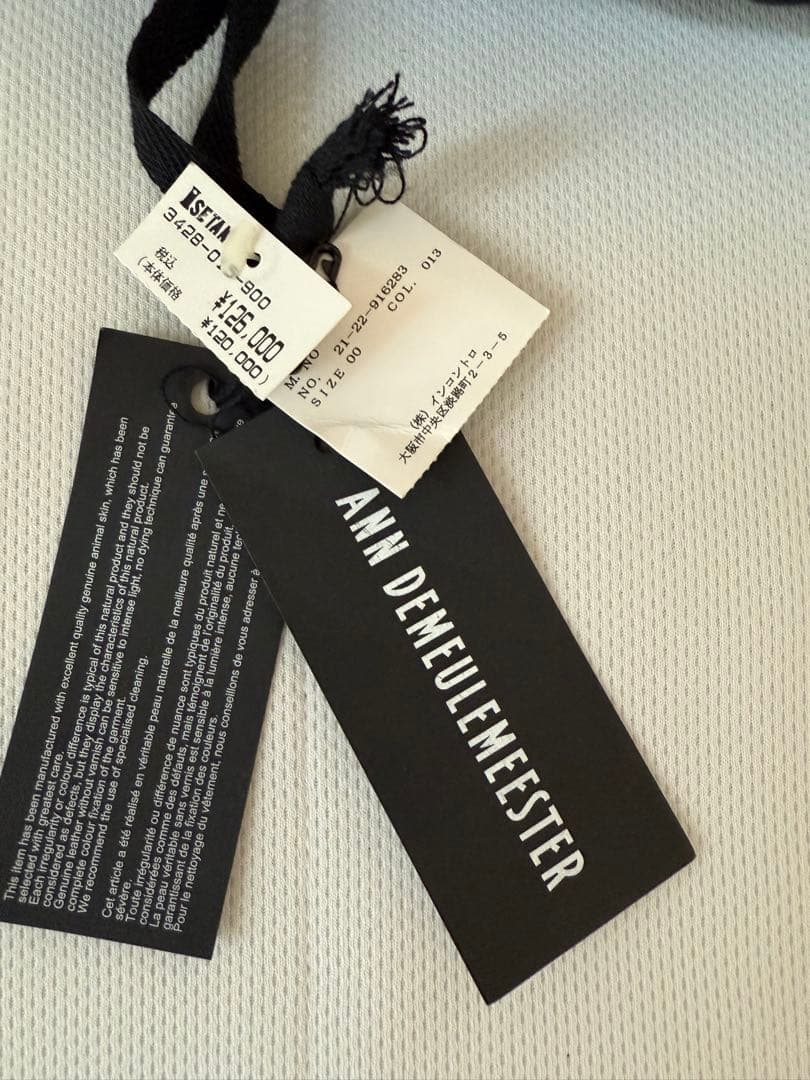 ISETAN
3428-01 900
税込 ¥126,000
(本体価格 ¥120,000)
M. NO
NO. 21-22-916283
SIZE 00 COL. 013
(株) インコントロ
大阪市中央区淡路町2-3-5
ANN DEMEULEMEESTER
This item has been manufactured with excellent quality genuine animal skin, which has been
selected with greatest care.
Each irregularity or colour difference is typical of this natural product and they should not be
considered as defects, but they display the characteristics of this natural product.
Genuine leather without varnish can be sensitive to intense light, no dying technique can guarantee
complete colour fixation of the garment.
We recommend the use of specialised cleaning.
Cet article a été réalisé en véritable peau naturelle de la meilleure qualité après une
sévère.
Toute irrégularité ou différence de nuance sont typiques du produit naturel et ne
considérées comme des défauts, mais témoignent de l'originalité du produit.
La peau véritable sans vernis est sensible à la lumière intense, aucune
garantissant de la fixation des couleurs.
Pour le nettoyage du vêtement, nous conseillons de vous adresser à